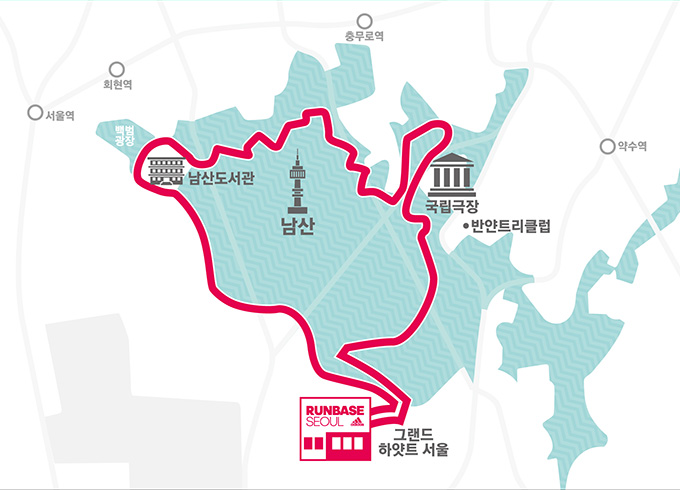 충무로역
회현역
서울역
백범
광장
약수역
남산도서관
국립극장
남산
반얀트리클럽
RUNBASE
SEOUL
그랜드
하얏트 서울